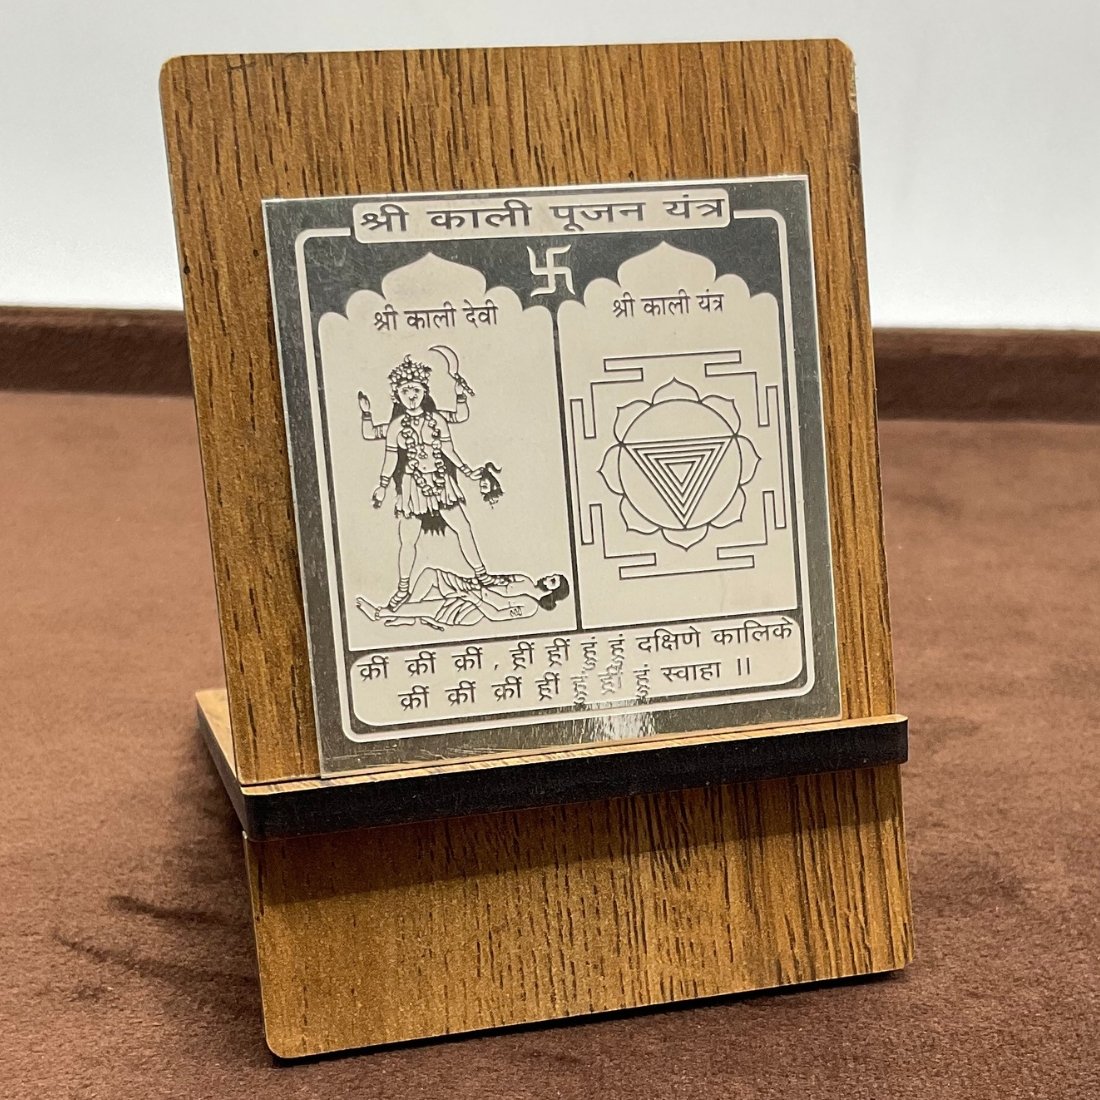 श्री काली पूजन यंत्र
श्री काली देवी
श्री काली यंत्र
क्रीं क्रीं क्रीं , ह्रीं ह्रीं दक्षिणे कालिके
क्रीं क्रीं क्रीं ह्रीं स्वाहा ।।